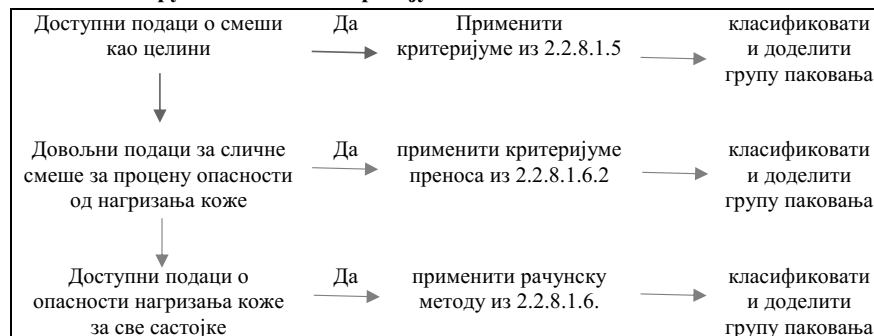 Доступни подаци о смеши
као целини
Да
Применити
критеријуме из 2.2.8.1.5
класификовати
и доделити
групу паковања
Довољни подаци за сличне
смеше за процену опасности
од нагризања коже
Да
применити критеријуме
преноса из 2.2.8.1.6.2
класификовати
и доделити
групу паковања
Доступни подаци о
опасности нагризања коже
за све састојке
Да
применити рачунску
методу из 2.2.8.1.6.
класификовати
и доделити
групу паковања